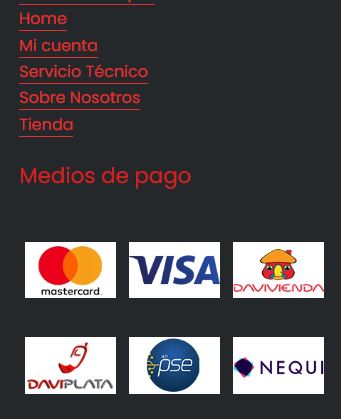 Home
Mi cuenta
Servicio Técnico
Sobre Nosotros
Tienda
Medios de pago
mastercard.
VISA
DAVIVIENDA
DAVIPLATA
pse
NEQUI